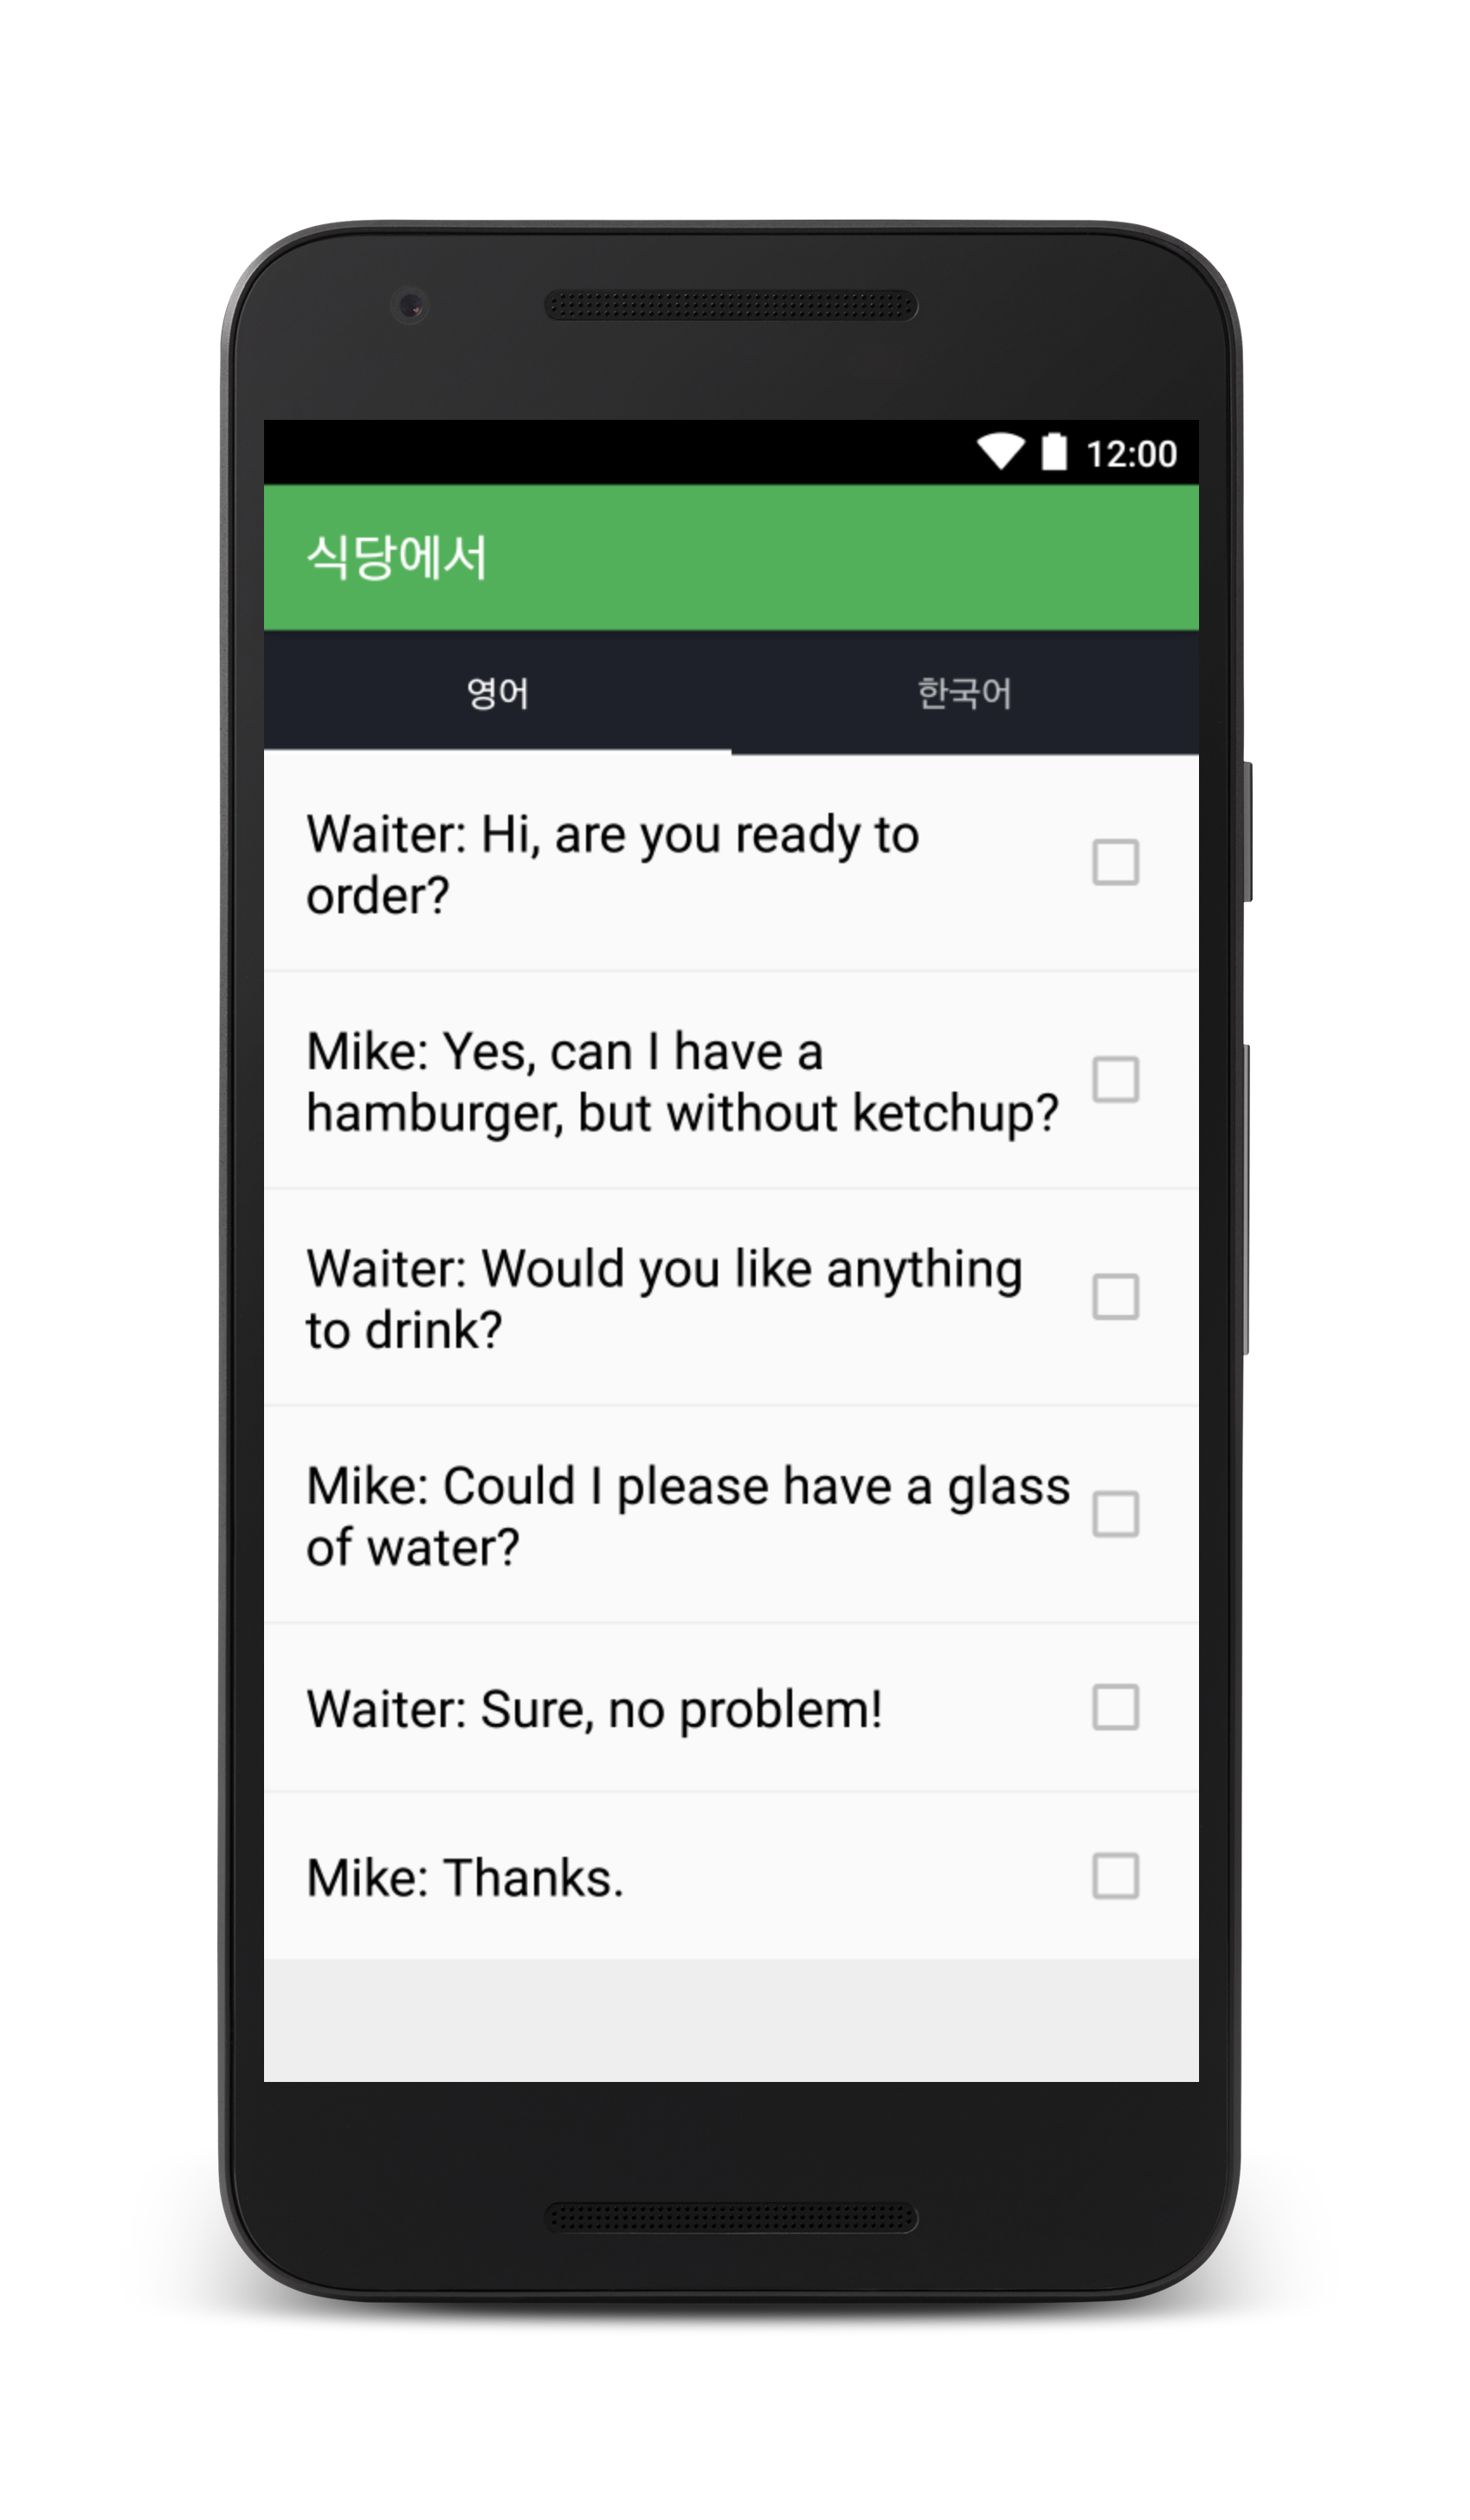 12:00
식당에서
영어
한국어
Waiter: Hi, are you ready to
order?
Mike: Yes, can I have a
hamburger, but without ketchup?
Waiter: Would you like anything
to drink?
Mike: Could I please have a glass
of water?
Waiter: Sure, no problem!
Mike: Thanks.